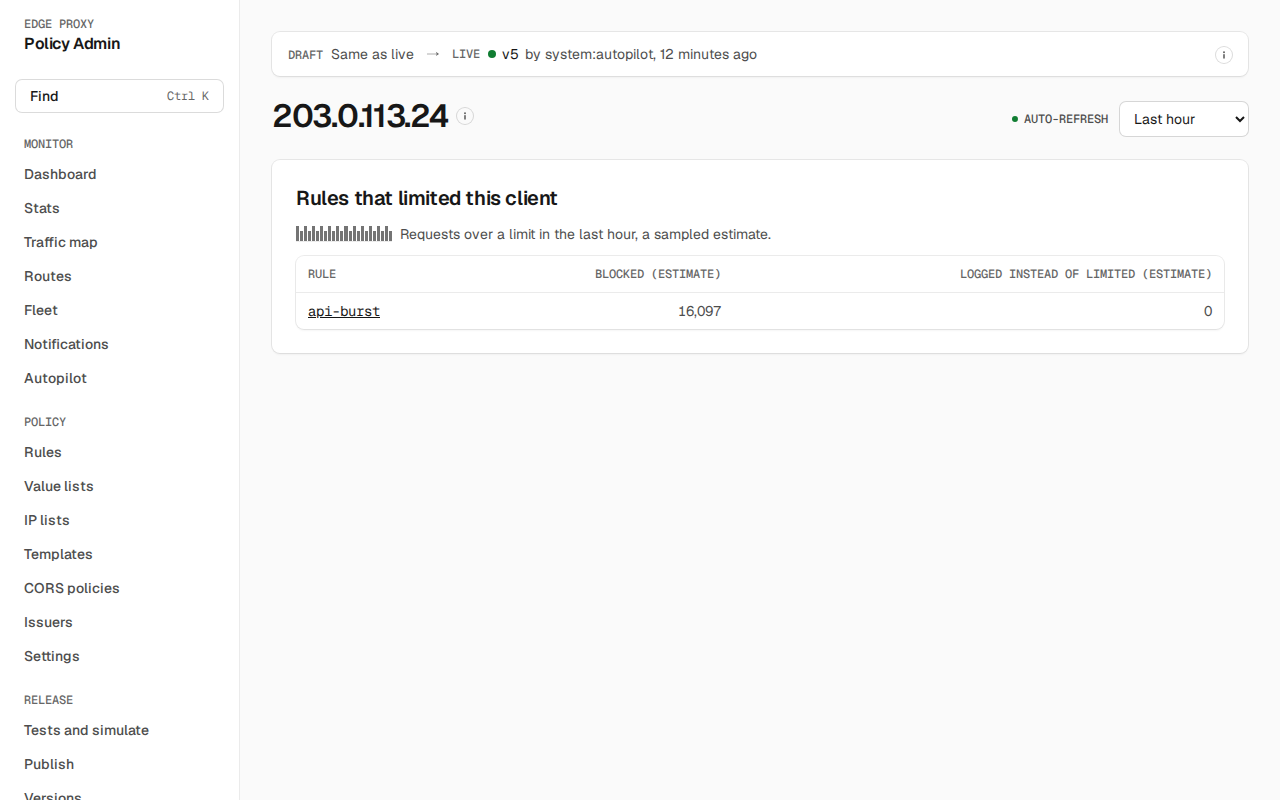 EDGE PROXY
Policy Admin
Find Ctrl K
MONITOR
Dashboard
Stats
Traffic map
Routes
Fleet
Notifications
Autopilot
POLICY
Rules
Value lists
IP lists
Templates
CORS policies
Issuers
Settings
RELEASE
Tests and simulate
Publish
Versions
DRAFT Same as live → LIVE v5 by system:autopilot, 12 minutes ago
203.0.113.24
AUTO-REFRESH Last hour
Rules that limited this client
Requests over a limit in the last hour, a sampled estimate.
RULE BLOCKED (ESTIMATE) LOGGED INSTEAD OF LIMITED (ESTIMATE)
api-burst 16,097 0